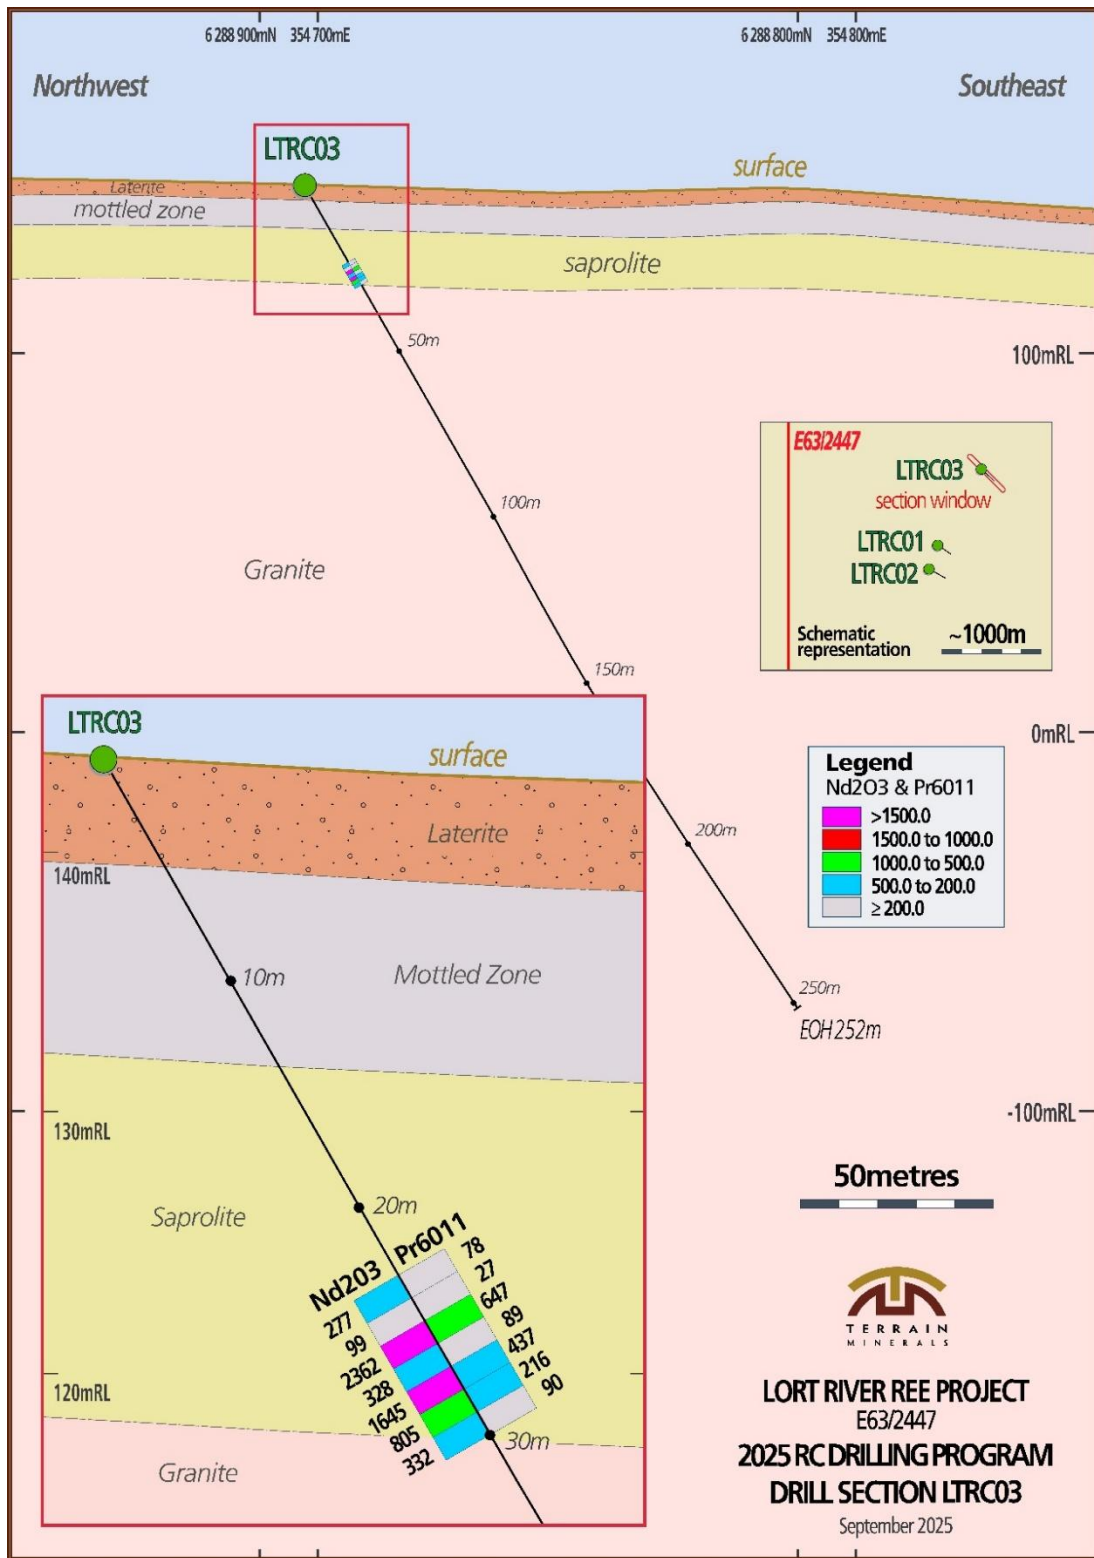 6 288 900mN 354 700mE 6 288 800mN 354 800mE
Northwest Southeast
LTRC03
surface
Laterite
mottled zone
saprolite
50m
100mRL
E63/2447
LTRC03
section window
100m
LTRC01
LTRC02
Granite
Schematic
representation
~1000m
150m
0mRL
LTRC03
surface
Laterite
140mRL
Mottled Zone
10m
130mRL
Saprolite
20m
Nd203 Pr6011
277 78
99 27
2362 647
328 89
1645 437
805 216
332 90
120mRL
30m
Granite
Legend
Nd2O3 & Pr6011
>1500.0
1500.0 to 1000.0
1000.0 to 500.0
500.0 to 200.0
≥ 200.0
200m
250m
EOH 252m
-100mRL
50metres
TERRAIN
MINERALS
LORT RIVER REE PROJECT
E63/2447
2025 RC DRILLING PROGRAM
DRILL SECTION LTRC03
September 2025